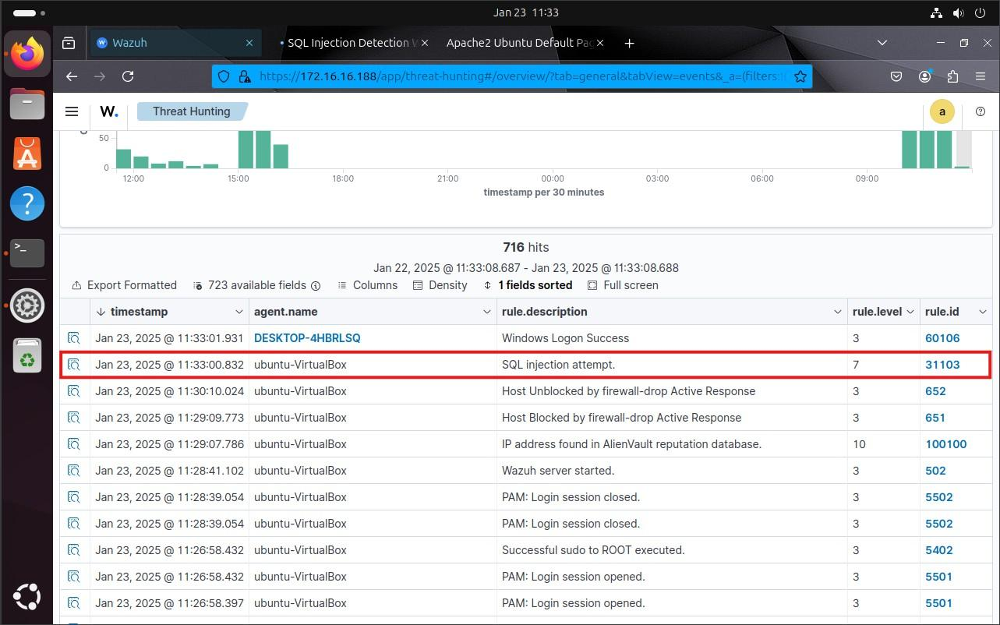 Jan 23 11:33
Wazuh
SQL Injection Detection
Apache2 Ubuntu Default Pag
https://172.16.16.188/app/threat-hunting#/overview/?tab=general&tabView=events&_a=(filters:!(
W.
Threat Hunting
a
50
0
12:00 15:00 18:00 21:00 00:00 03:00 06:00 09:00
timestamp per 30 minutes
716 hits
Jan 22, 2025 @ 11:33:08.687 - Jan 23, 2025 @ 11:33:08.688
Export Formatted 723 available fields Columns Density 1 fields sorted Full screen
timestamp agent.name rule.description rule.level rule.id
Jan 23, 2025 @ 11:33:01.931 DESKTOP-4HBRLSQ Windows Logon Success 3 60106
Jan 23, 2025 @ 11:33:00.832 ubuntu-VirtualBox SQL injection attempt. 7 31103
Jan 23, 2025 @ 11:30:10.024 ubuntu-VirtualBox Host Unblocked by firewall-drop Active Response 3 652
Jan 23, 2025 @ 11:29:09.773 ubuntu-VirtualBox Host Blocked by firewall-drop Active Response 3 651
Jan 23, 2025 @ 11:29:07.786 ubuntu-VirtualBox IP address found in AlienVault reputation database. 10 100100
Jan 23, 2025 @ 11:28:41.102 ubuntu-VirtualBox Wazuh server started. 3 502
Jan 23, 2025 @ 11:28:39.054 ubuntu-VirtualBox PAM: Login session closed. 3 5502
Jan 23, 2025 @ 11:28:39.054 ubuntu-VirtualBox PAM: Login session closed. 3 5502
Jan 23, 2025 @ 11:26:58.432 ubuntu-VirtualBox Successful sudo to ROOT executed. 3 5402
Jan 23, 2025 @ 11:26:58.432 ubuntu-VirtualBox PAM: Login session opened. 3 5501
Jan 23, 2025 @ 11:26:58.397 ubuntu-VirtualBox PAM: Login session opened. 3 5501